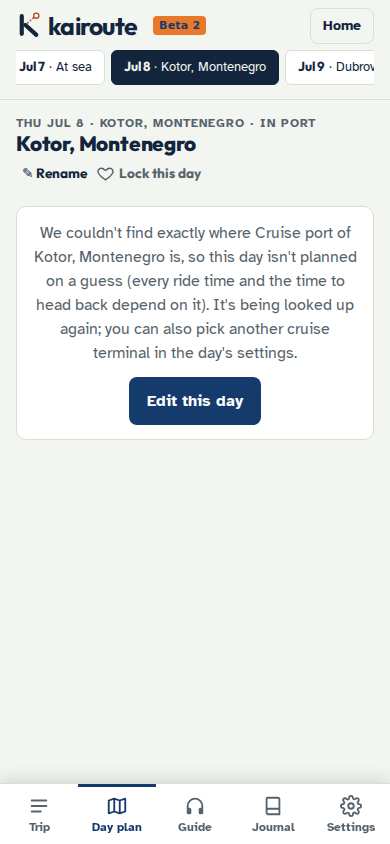 kairoute
Beta 2
Home
Jul 7 · At sea
Jul 8 · Kotor, Montenegro
Jul 9 · Dubrov
THU JUL 8 · KOTOR, MONTENEGRO · IN PORT
Kotor, Montenegro
✎ Rename
Lock this day
We couldn't find exactly where Cruise port of
Kotor, Montenegro is, so this day isn't planned
on a guess (every ride time and the time to
head back depend on it). It's being looked up
again; you can also pick another cruise
terminal in the day's settings.
Edit this day
Trip
Day plan
Guide
Journal
Settings